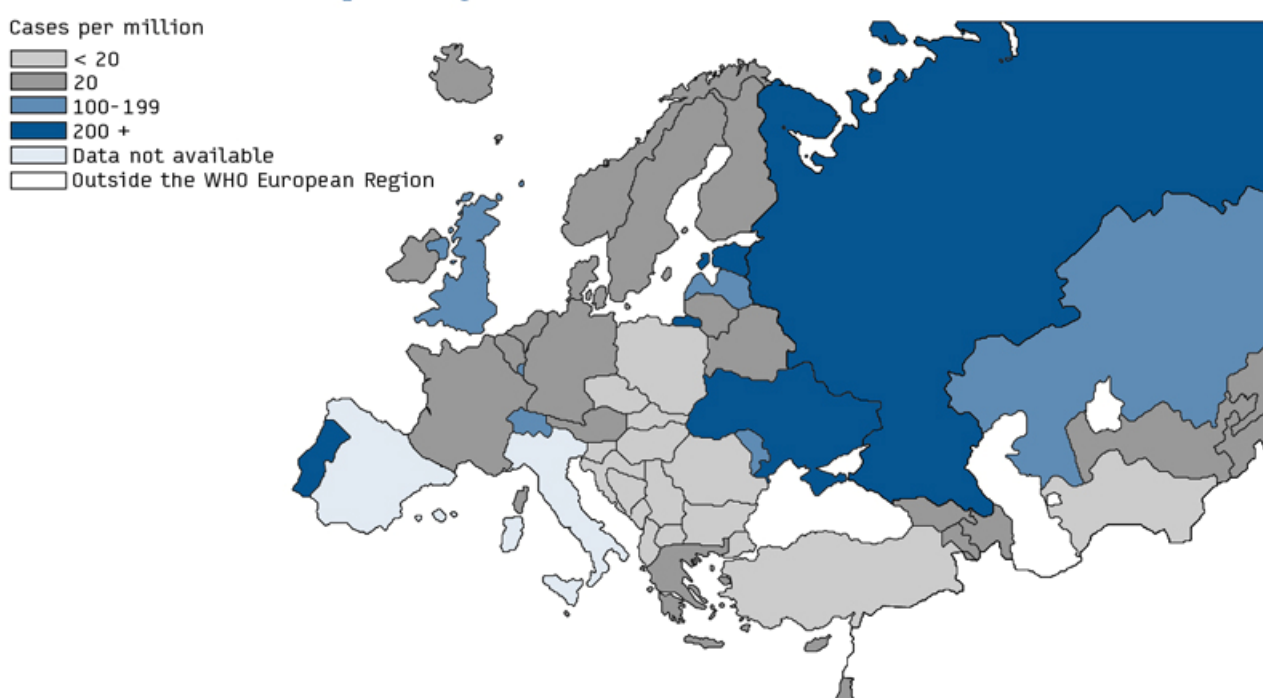 Cases per million
< 20
20
100-199
200 +
Data not available
Outside the WHO European Region